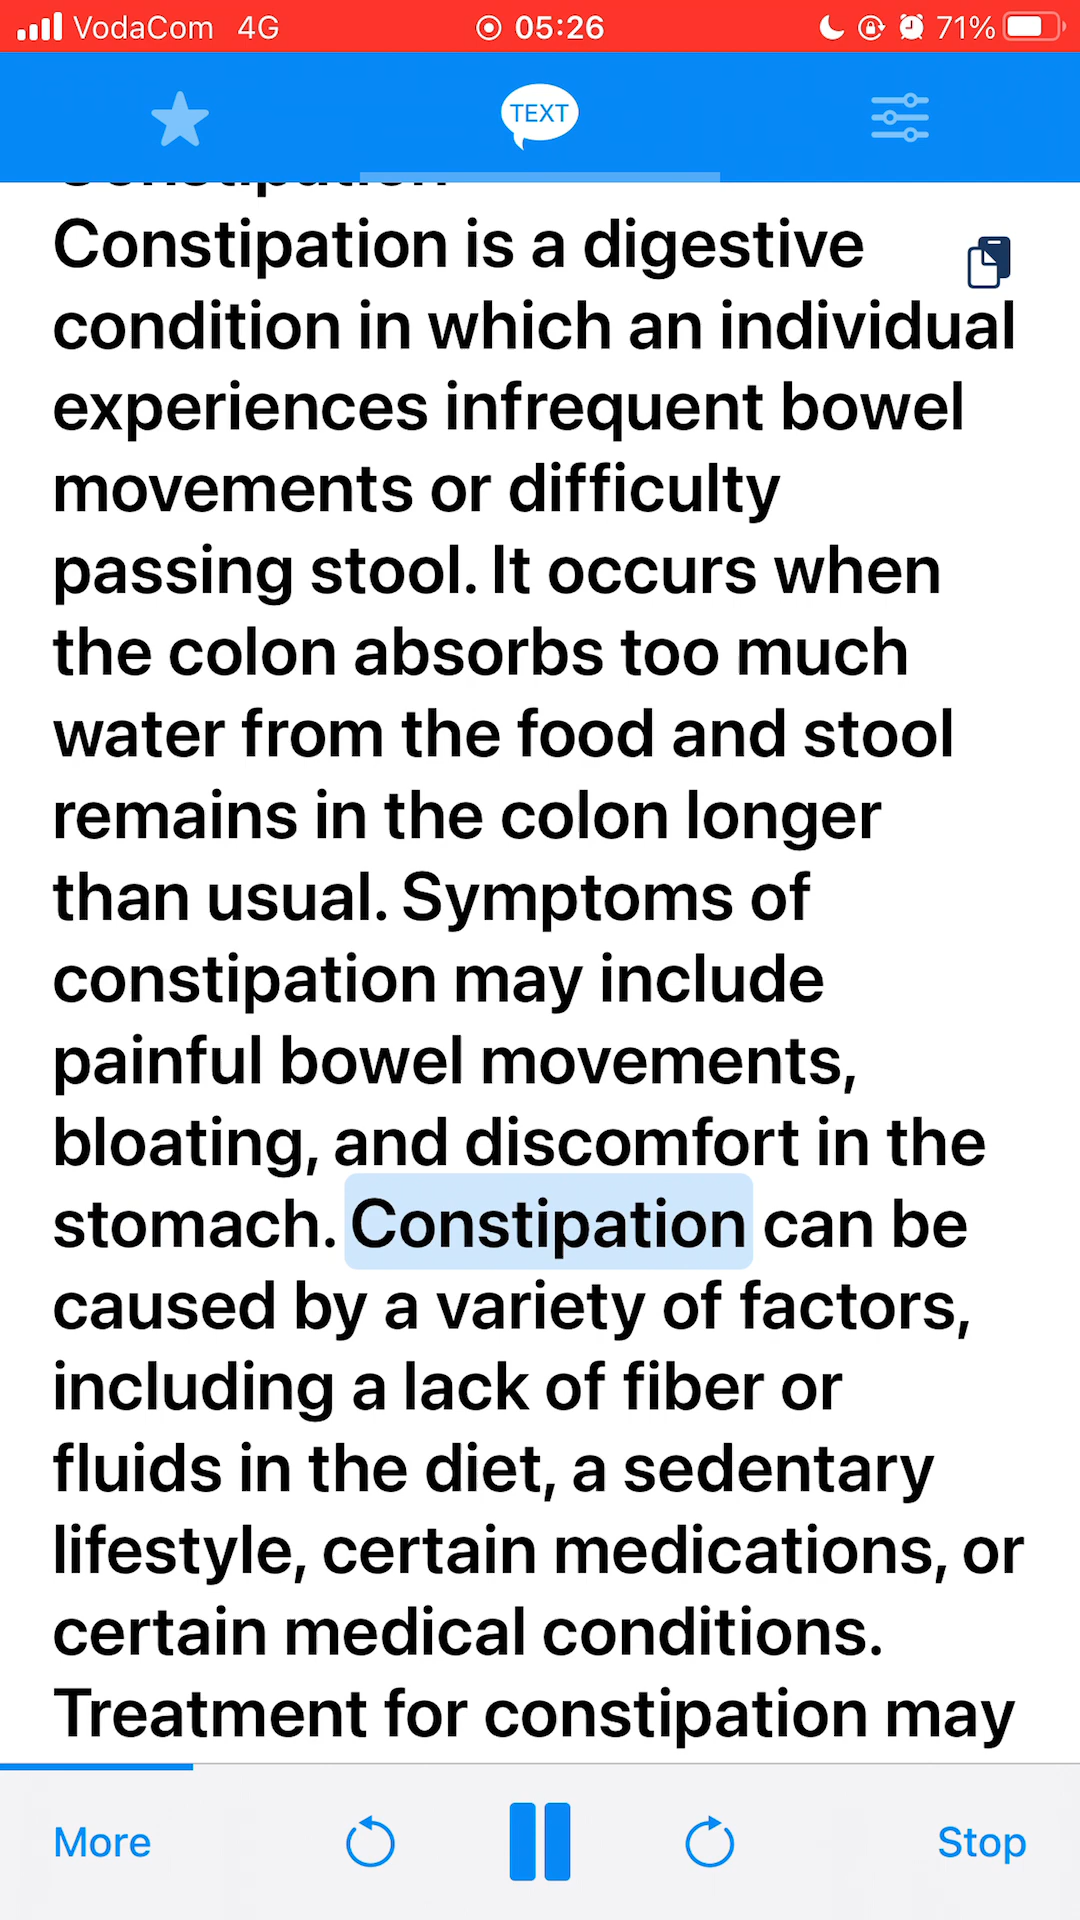 VodaCom 4G 05:26 71%
TEXT
Constipation
Constipation is a digestive
condition in which an individual
experiences infrequent bowel
movements or difficulty
passing stool. It occurs when
the colon absorbs too much
water from the food and stool
remains in the colon longer
than usual. Symptoms of
constipation may include
painful bowel movements,
bloating, and discomfort in the
stomach. Constipation can be
caused by a variety of factors,
including a lack of fiber or
fluids in the diet, a sedentary
lifestyle, certain medications, or
certain medical conditions.
Treatment for constipation may
More Stop